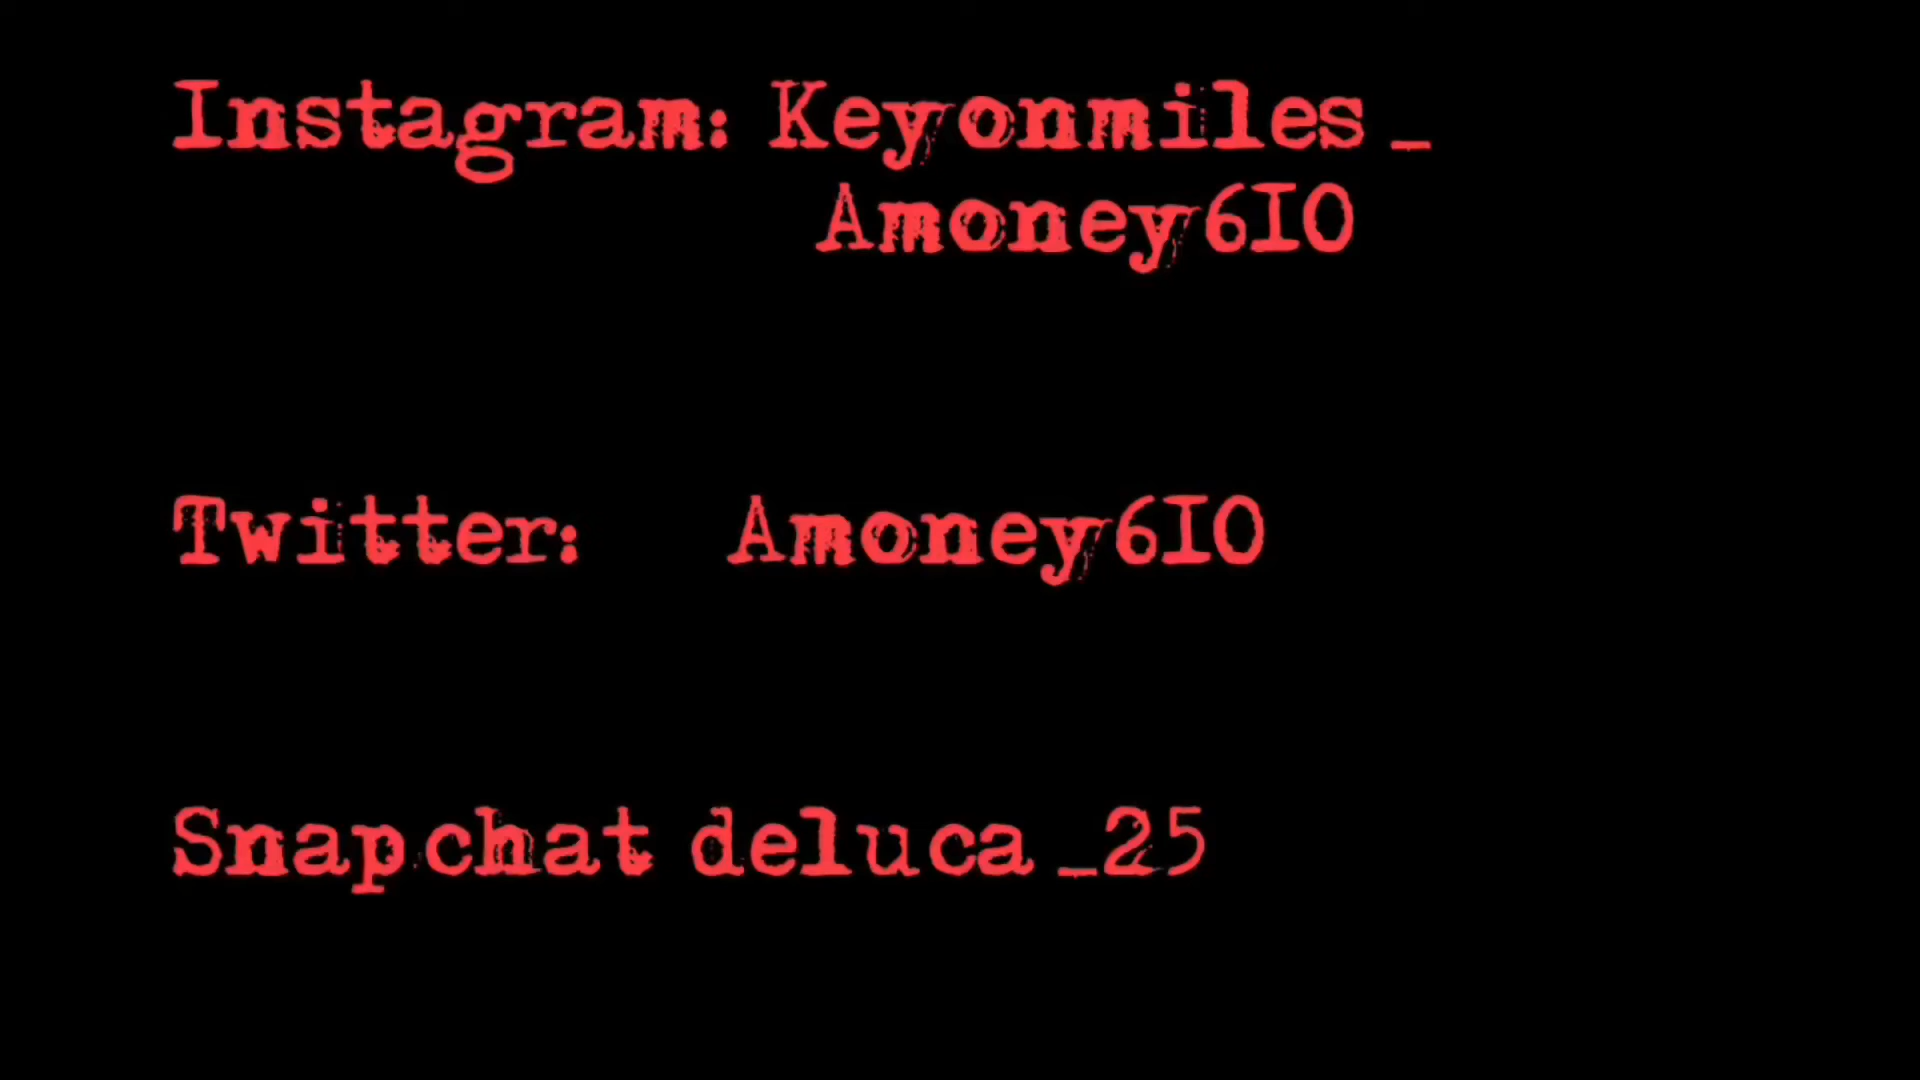 Instagram: Keyonmiles_
Amoney610
Twitter: Amoney610
Snapchat deluca_25